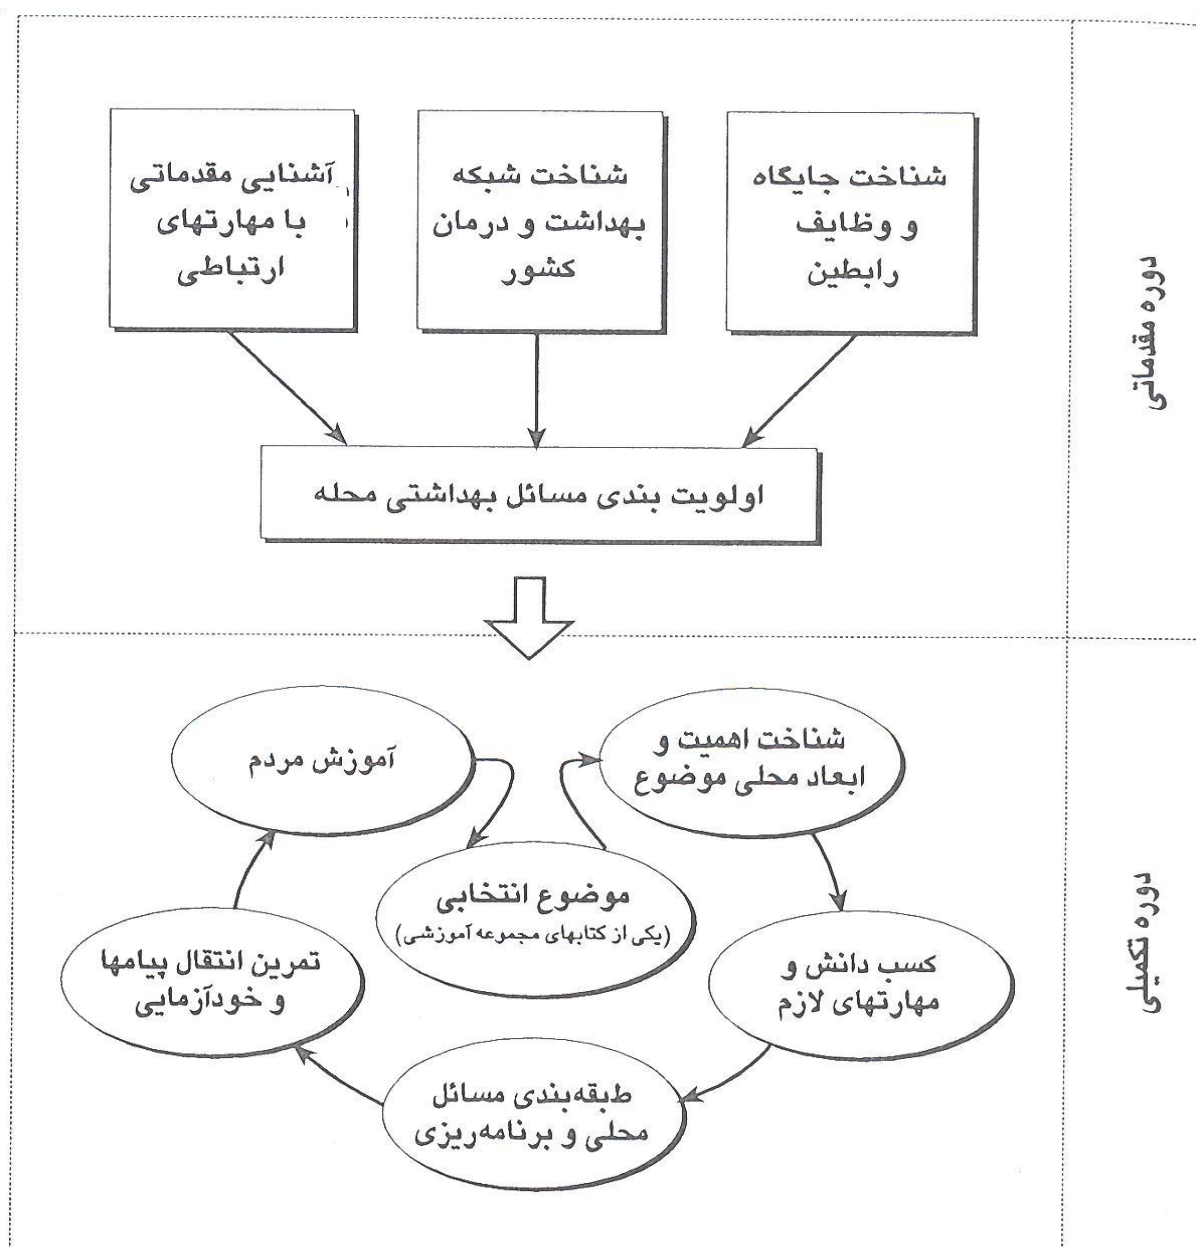 دوره مقدماتی
شناخت جایگاه
و وظایف
رابطین
شناخت شبکه
بهداشت و درمان
کشور
آشنایی مقدماتی
با مهارتهای
ارتباطی
اولویت بندی مسائل بهداشتی محله
دوره تکمیلی
موضوع انتخابی
(یکی از کتابهای مجموعه آموزشی)
شناخت اهمیت و
ابعاد محلی موضوع
کسب دانش و
مهارتهای لازم
طبقه‌بندی مسائل
محلی و برنامه‌ریزی
تمرین انتقال پیامها
و خودآزمایی
آموزش مردم